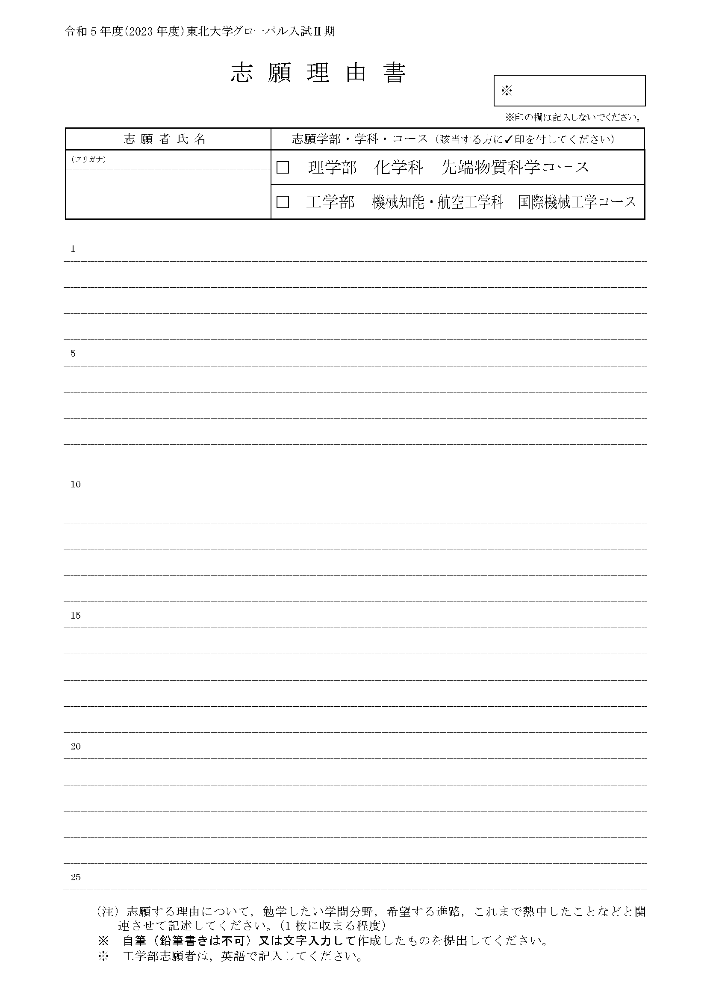 令和 5 年度(2023 年度)東北大学グローバル入試Ⅱ期
志 願 理 由 書
※
※印の欄は記入しないでください。
志 願 者 氏 名
志願学部・学科・コース（該当する方に✓印を付してください）
（フリガナ）
□ 理学部　化学科　先端物質科学コース
□ 工学部　機械知能・航空工学科　国際機械工学コース
1
5
10
15
20
25
（注）志願する理由について，勉学したい学問分野，希望する進路，これまで熱中したことなどと関
連させて記述してください。（1 枚に収まる程度）
※　自筆（鉛筆書きは不可）又は文字入力して作成したものを提出してください。
※　工学部志願者は，英語で記入してください。